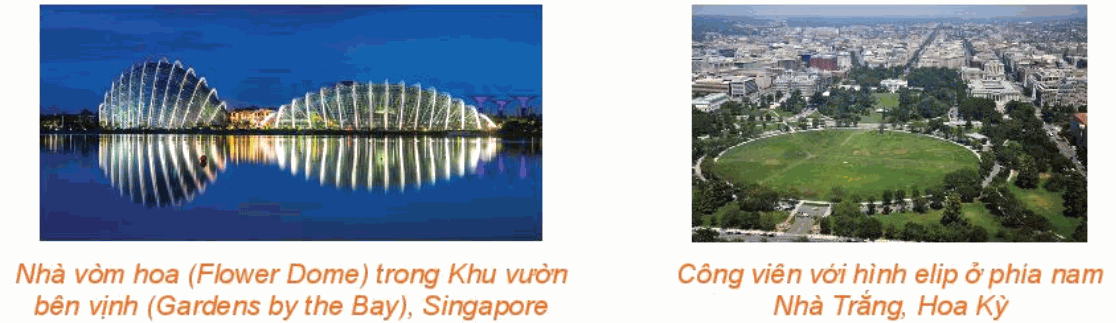 Nhà vòm hoa (Flower Dome) trong Khu vườn
bên vịnh (Gardens by the Bay), Singapore
Công viên với hình elip ở phía nam
Nhà Trắng, Hoa Kỳ